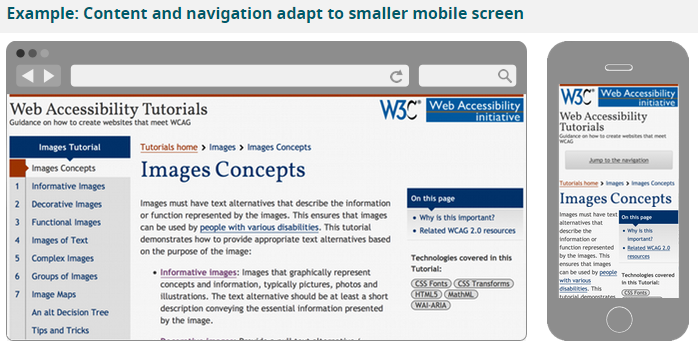 Example: Content and navigation adapt to smaller mobile screen
Web Accessibility Tutorials
Guidance on how to create websites that meet WCAG
W3C® Web Accessibility
initiative
Images Tutorial
Images Concepts
1 Informative Images
2 Decorative Images
3 Functional Images
4 Images of Text
5 Complex Images
6 Groups of Images
7 Image Maps
An alt Decision Tree
Tips and Tricks
Tutorials home > Images > Images Concepts
Images Concepts
Images must have text alternatives that describe the information
or function represented by the images. This ensures that images
can be used by people with various disabilities. This tutorial
demonstrates how to provide appropriate text alternatives based
on the purpose of the image:
• Informative images: Images that graphically represent
concepts and information, typically pictures, photos and
illustrations. The text alternative should be at least a short
description conveying the essential information presented
by the image.
On this page
• Why is this important?
• Related WCAG 2.0 resources
Technologies covered in this
Tutorial:
CSS Fonts CSS Transforms
HTML5 MathML
WAI-ARIA
W3C® Web Accessibility
initiative
Web Accessibility
Tutorials
Guidance on how to create websites that meet
WCAG
Jump to the navigation
Tutorials home > Images > Images Concepts
Images Concepts
Images must have text
alternatives that
describe the
information or
function represented
by the images. This
ensures that images
can be used by people
with various
disabilities. This
tutorial demonstrates
On this page
• Why is this
important?
• Related WCAG 2.0
resources
Technologies covered in
this Tutorial:
CSS Fonts